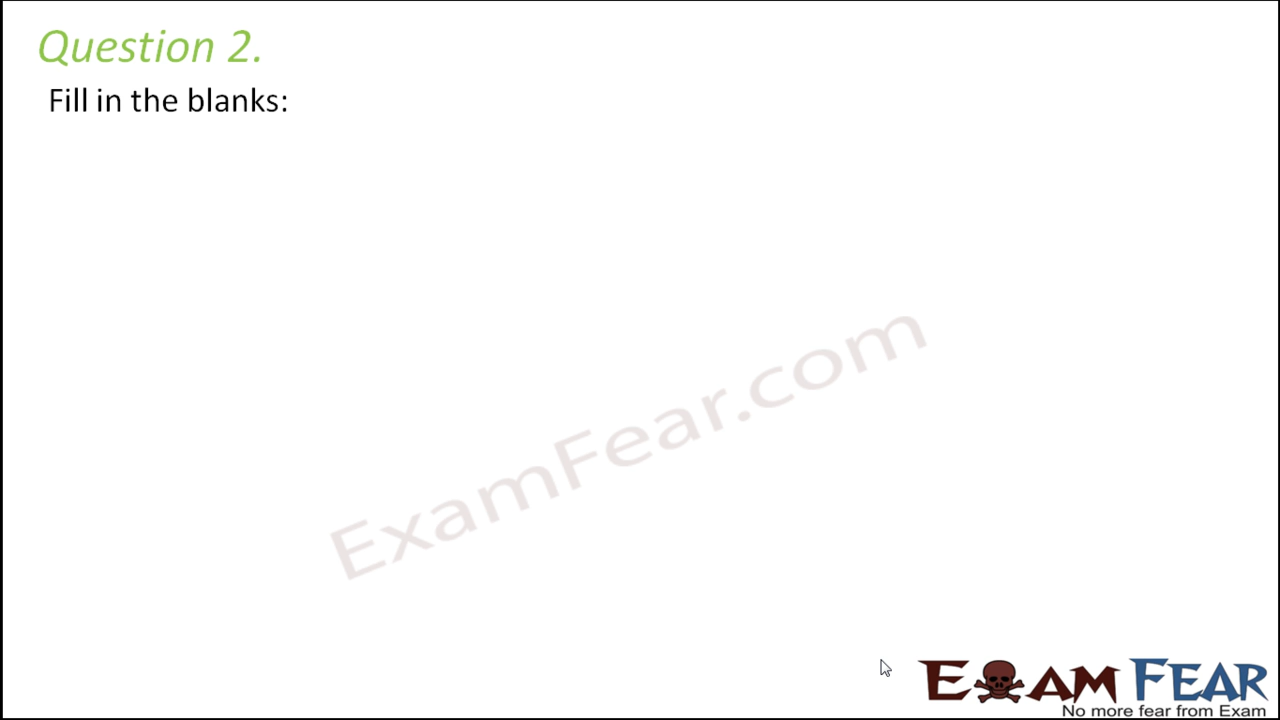 Question 2.
Fill in the blanks:
ExamFear.com
EXAM FEAR
No more fear from Exam